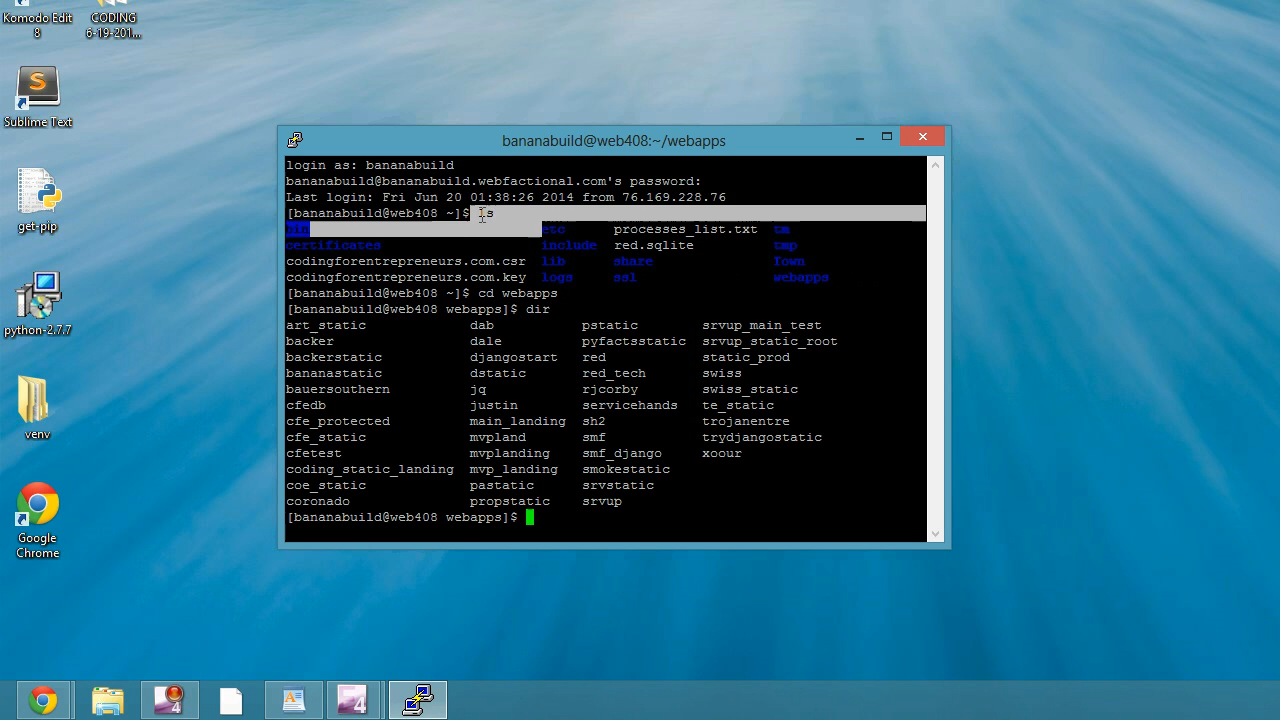 Komodo Edit 8
CODING 6-19-201...
Sublime Text
get-pip
python-2.7.7
venv
Google Chrome
bananabuild@web408:~/webapps
login as: bananabuild
bananabuild@bananabuild.webfactional.com's password:
Last login: Fri Jun 20 01:38:26 2014 from 76.169.228.76
[bananabuild@web408 ~]$ ls
bin etc processes_list.txt tm
certificates include red.sqlite tmp
codingforentrepreneurs.com.csr lib share Town
codingforentrepreneurs.com.key logs ssl webapps
[bananabuild@web408 ~]$ cd webapps
[bananabuild@web408 webapps]$ dir
art_static dab pstatic srvup_main_test
backer dale pyfactsstatic srvup_static_root
backerstatic djangostart red static_prod
bananastatic dstatic red_tech swiss
bauersouthern jq rjcorby swiss_static
cfedb justin servicehands te_static
cfe_protected main_landing sh2 trojanentre
cfe_static mvpland smf trydjangostatic
cfetest mvplanding smf_django xoour
coding_static_landing mvp_landing smokestatic
coe_static pastatic srvstatic
coronado propstatic srvup
[bananabuild@web408 webapps]$